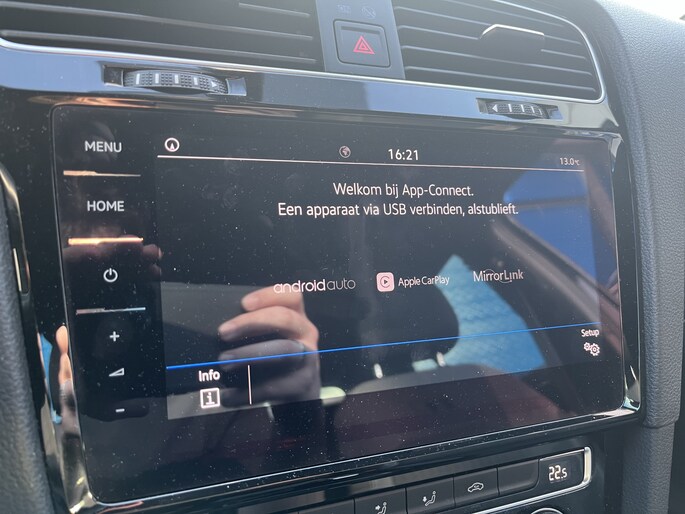 MENU
16:21
13.0°C
HOME
Welkom bij App-Connect.
Een apparaat via USB verbinden, alstublieft.
androidauto
Apple CarPlay
MirrorLink
+
-
Setup
Info
i
22.5